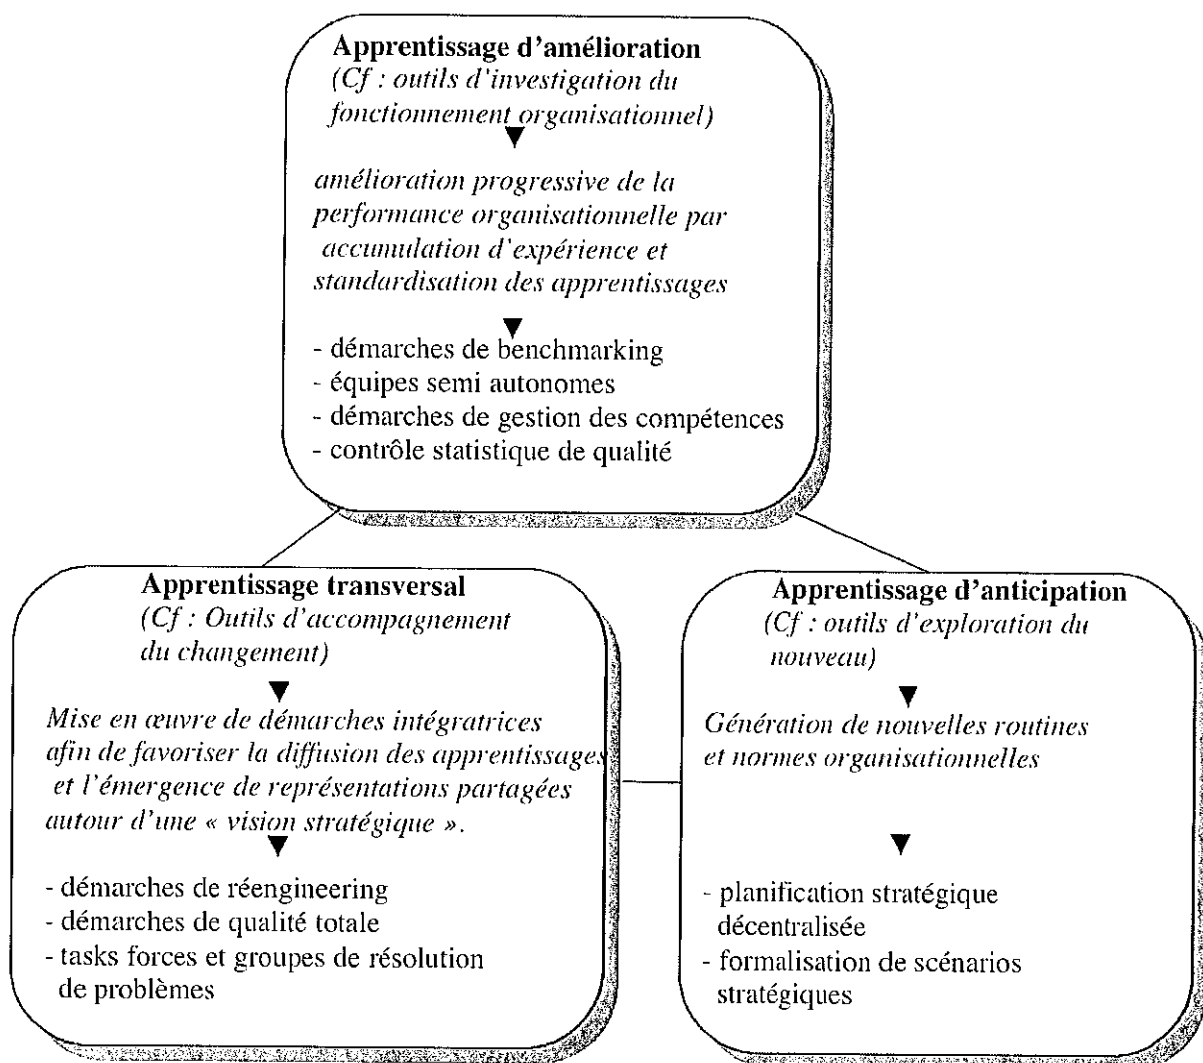 Apprentissage d'amélioration
(Cf : outils d'investigation du
fonctionnement organisationnel)
amélioration progressive de la
performance organisationnelle par
accumulation d'expérience et
standardisation des apprentissages
- démarches de benchmarking
- équipes semi autonomes
- démarches de gestion des compétences
- contrôle statistique de qualité
Apprentissage transversal
(Cf : Outils d'accompagnement
du changement)
Mise en œuvre de démarches intégratrices
afin de favoriser la diffusion des apprentissages
et l'émergence de représentations partagées
autour d'une « vision stratégique ».
- démarches de réengineering
- démarches de qualité totale
- tasks forces et groupes de résolution
de problèmes
Apprentissage d'anticipation
(Cf : outils d'exploration du
nouveau)
Génération de nouvelles routines
et normes organisationnelles
- planification stratégique
décentralisée
- formalisation de scénarios
stratégiques